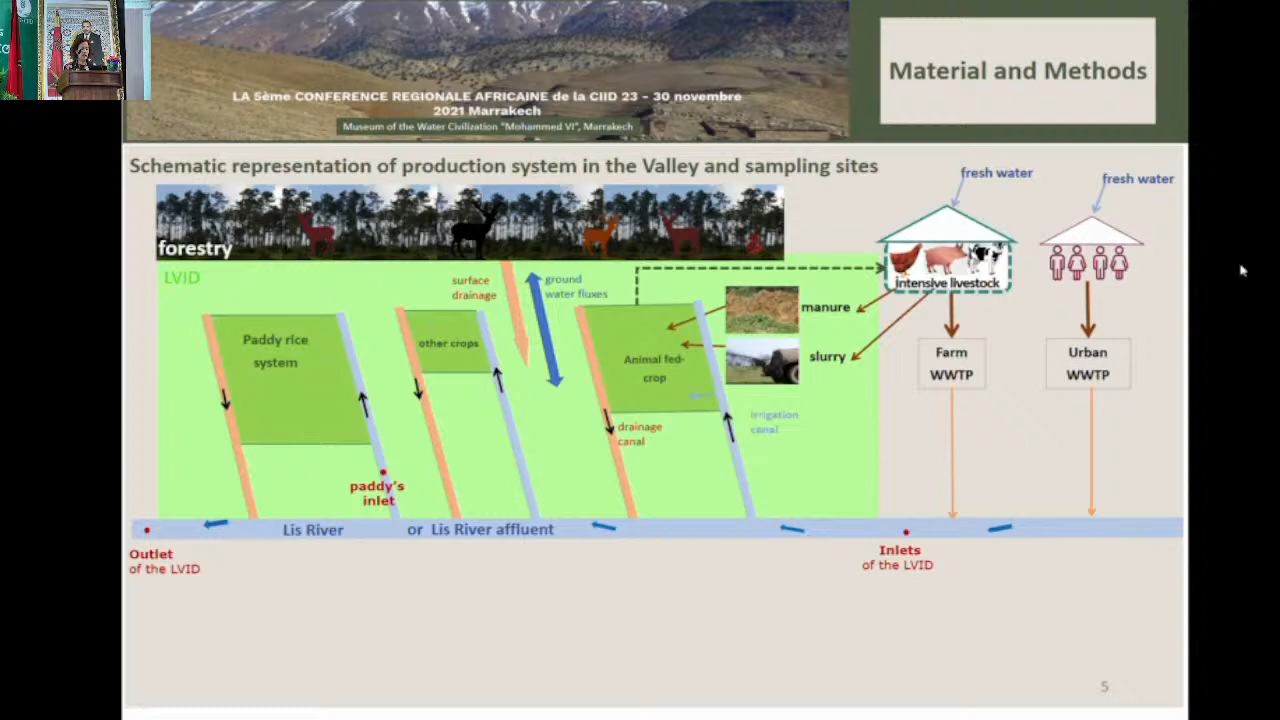 LA 5ème CONFERENCE REGIONALE AFRICAINE de la CIID 23 - 30 novembre
2021 Marrakech
Museum of the Water Civilization "Mohammed VI", Marrakech
Material and Methods
Schematic representation of production system in the Valley and sampling sites
fresh water
fresh water
forestry
LVID
surface
drainage
ground
water fluxes
intensive livestock
manure
Paddy rice
system
other crops
Animal fed-
crop
slurry
Farm
WWTP
Urban
WWTP
drainage
canal
irrigation
canal
paddy's
inlet
Lis River
or Lis River affluent
Outlet
of the LVID
Inlets
of the LVID
5